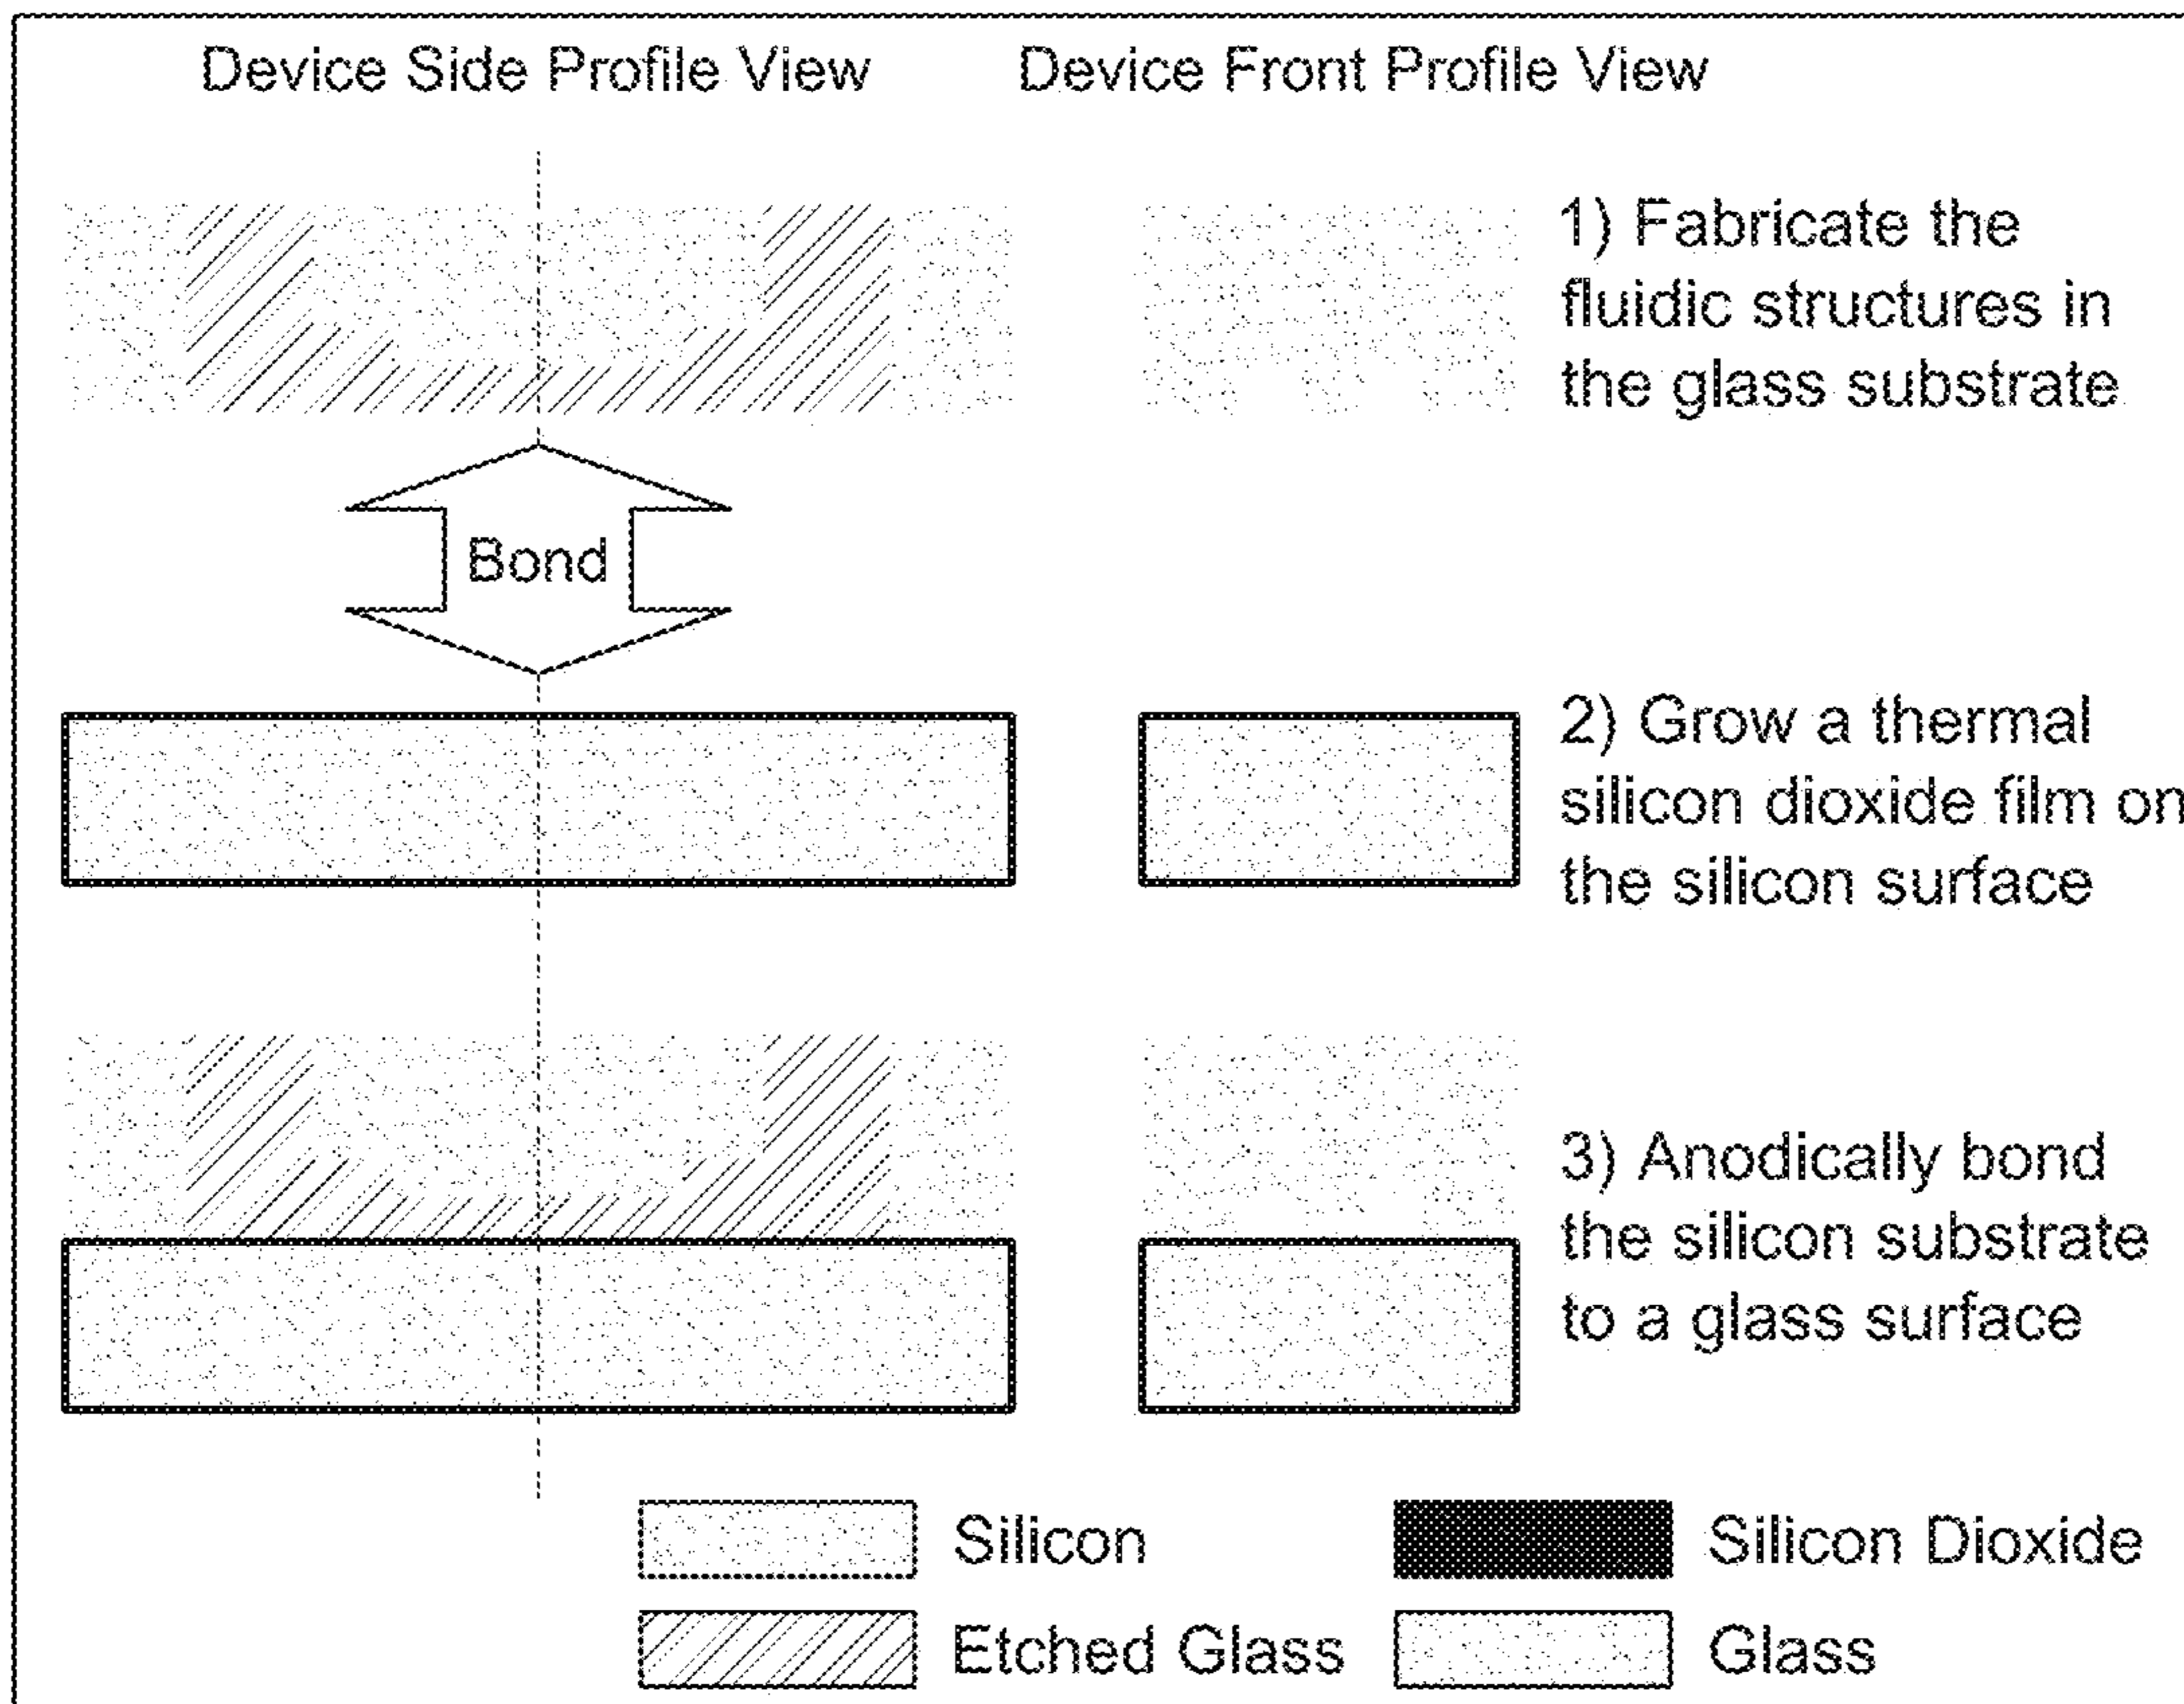 Device Side Profile View
Device Front Profile View
1) Fabricate the
fluidic structures in
the glass substrate
Bond
2) Grow a thermal
silicon dioxide film on
the silicon surface
3) Anodically bond
the silicon substrate
to a glass surface
Silicon
Silicon Dioxide
Etched Glass
Glass